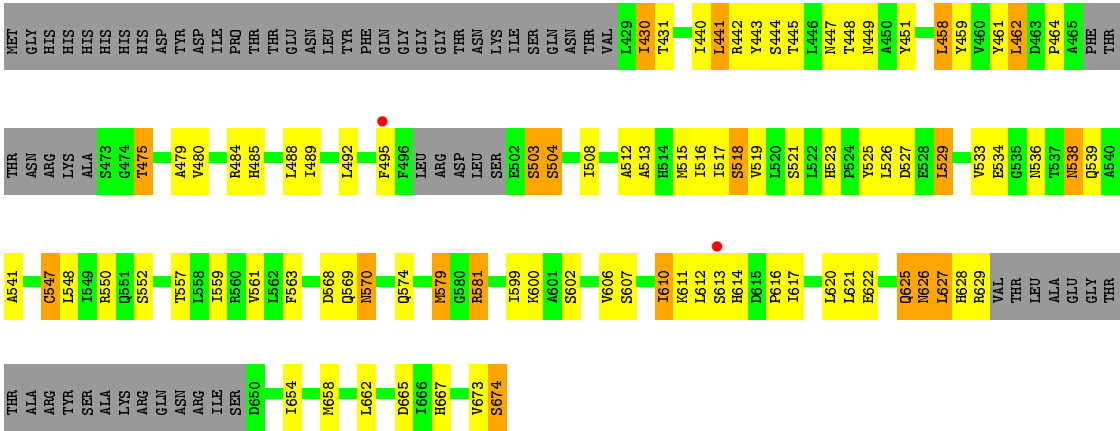 MET GLY HIS HIS HIS HIS HIS HIS ASP TYR ASP ILE PRO THR THR GLU ASN LEU TYR PHE GLN GLY GLY GLY THR ASN LYS ILE SER GLN ASN THR VAL L429 I430 T431 I440 L441 R442 Y443 S444 T445 L446 N447 T448 N449 A450 Y451 L458 Y459 V460 Y461 L462 D463 P464 A465 PHE THR
THR ASN ARG LYS ALA S473 G474 T475 A479 V480 R484 H485 L488 I489 L492 F495 F496 LEU ARG ASP LEU SER E502 S503 S504 I508 A512 A513 H514 M515 I516 I517 S518 V519 L520 S521 L522 H523 P524 Y525 L526 D527 E528 L529 V533 E534 G535 N536 T537 N538 Q539 A540
A541 C547 L548 I549 R550 Q551 S552 T557 L558 I559 R560 V561 L562 F563 D568 Q569 N570 Q574 M579 G580 R581 I599 K600 A601 S602 V606 S607 I610 K611 L612 S613 H614 D615 P616 I617 L620 L621 E622 Q625 N626 L627 H628 R629 VAL THR LEU ALA GLU GLY THR
THR ALA ARG TYR SER ALA LYS ARG GLN ASN ARG ILE SER D650 I654 M658 L662 D665 I666 H667 V673 S674